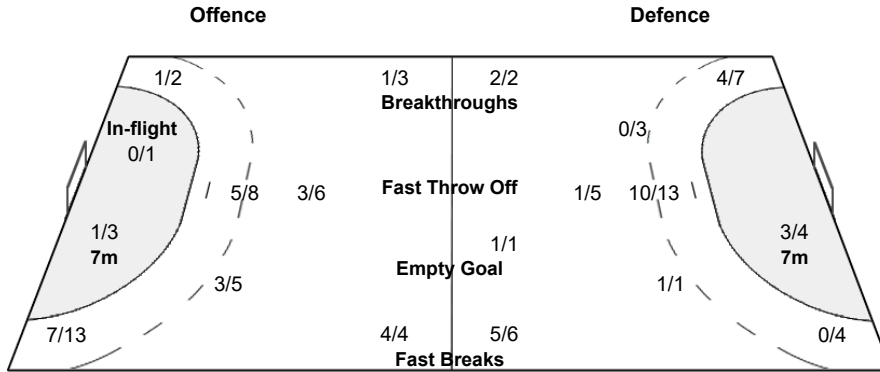 Offence Defence
1/2 1/3 2/2 4/7
Breakthroughs
In-flight 0/3
0/1
5/8 3/6 Fast Throw Off 1/5 10/13
1/3 3/4
7m 1/1 7m
Empty Goal
3/5 1/1
7/13 4/4 5/6 0/4
Fast Breaks